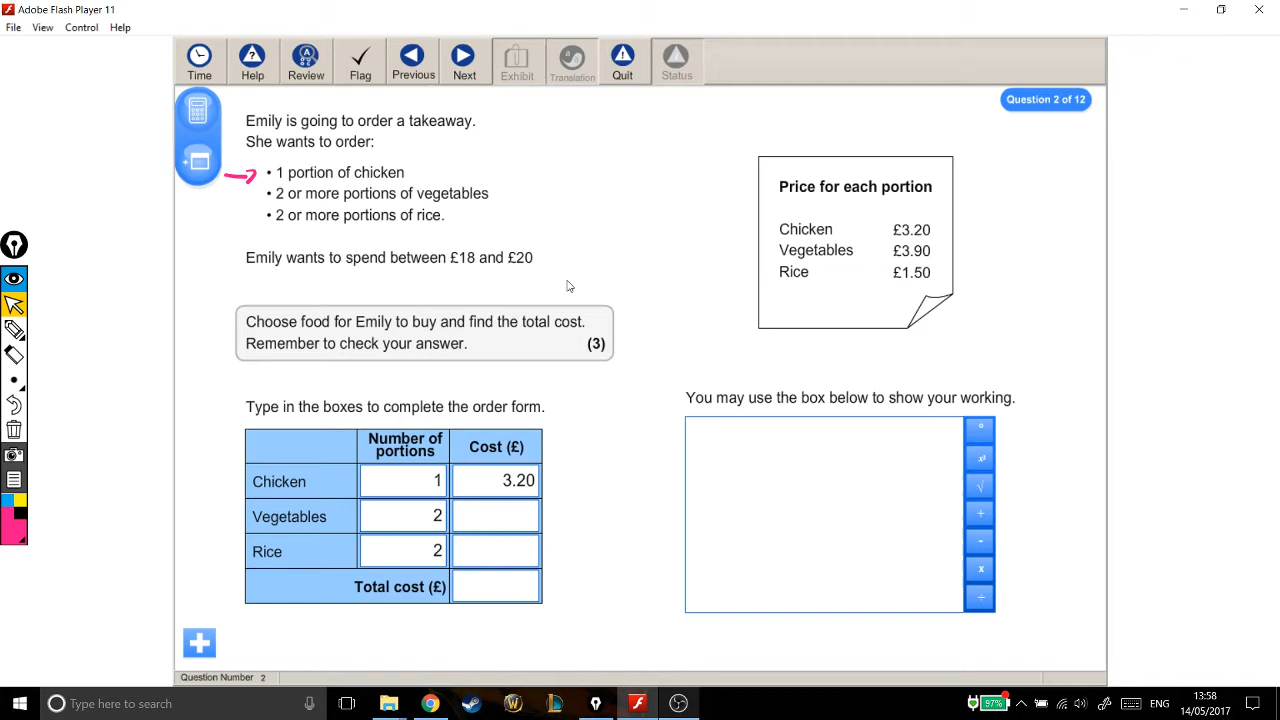 Adobe Flash Player 11
File View Control Help
Time Help Review Flag Previous Next Exhibit Translation Quit Status
Question 2 of 12
Emily is going to order a takeaway.
She wants to order:
• 1 portion of chicken
• 2 or more portions of vegetables
• 2 or more portions of rice.
Emily wants to spend between £18 and £20
Choose food for Emily to buy and find the total cost.
Remember to check your answer. (3)
Price for each portion
Chicken £3.20
Vegetables £3.90
Rice £1.50
Type in the boxes to complete the order form.
Number of portions Cost (£)
Chicken 1 3.20
Vegetables 2
Rice 2
Total cost (£)
You may use the box below to show your working.
Question Number 2
Type here to search
97%
ENG
13:58
14/05/2017